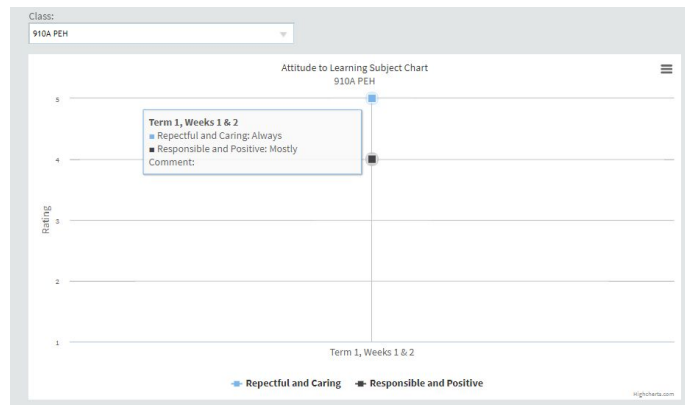 Class:
910A PEH
Attitude to Learning Subject Chart
910A PEH
5
Term 1, Weeks 1 & 2
Repectful and Caring: Always
Responsible and Positive: Mostly
Comment:
4
3
Rating
2
1
Term 1, Weeks 1 & 2
Repectful and Caring
Responsible and Positive
Highcharts.com